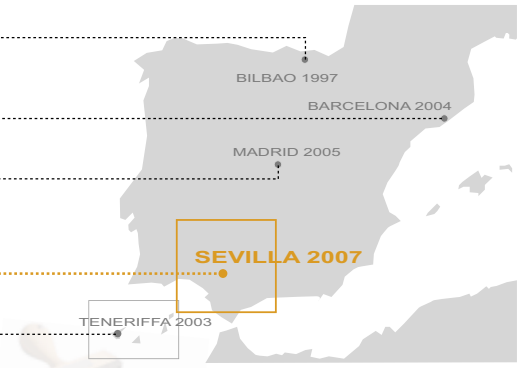 BILBAO 1997
BARCELONA 2004
MADRID 2005
SEVILLA 2007
TENERIFFA 2003